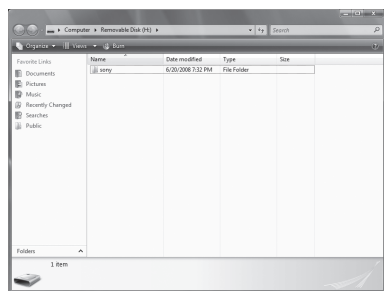 Computer ▸ Removable Disk (H:) ▸ Search
Organize Views Burn
Favorite Links
Documents
Pictures
Music
Recently Changed
Searches
Public
Folders
Name Date modified Type Size
sony 6/20/2008 7:32 PM File Folder
1 item